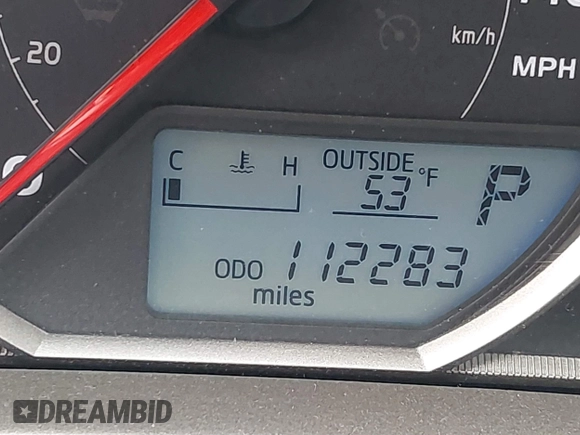 20
km/h
MPH
C H OUTSIDE
53 °F P
ODO 112283
miles
DREAMBID